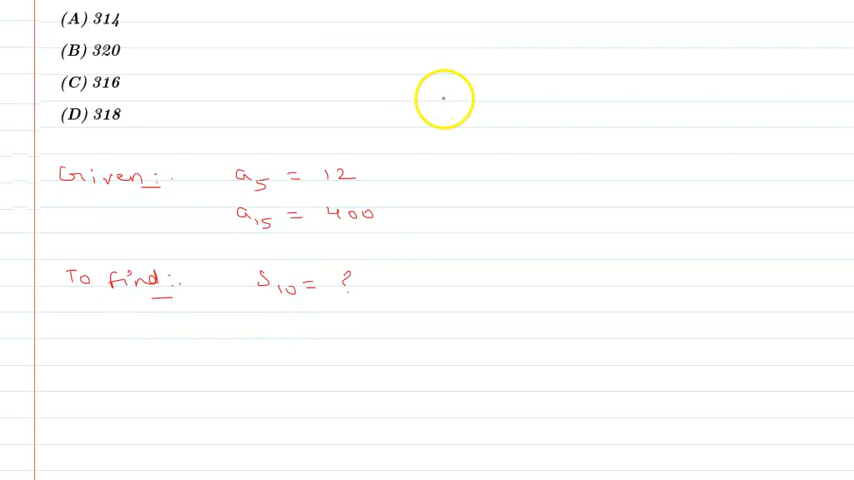 (A) 314
(B) 320
(C) 316
(D) 318
Given:. a5 = 12
a15 = 400
To find:. S10 = ?